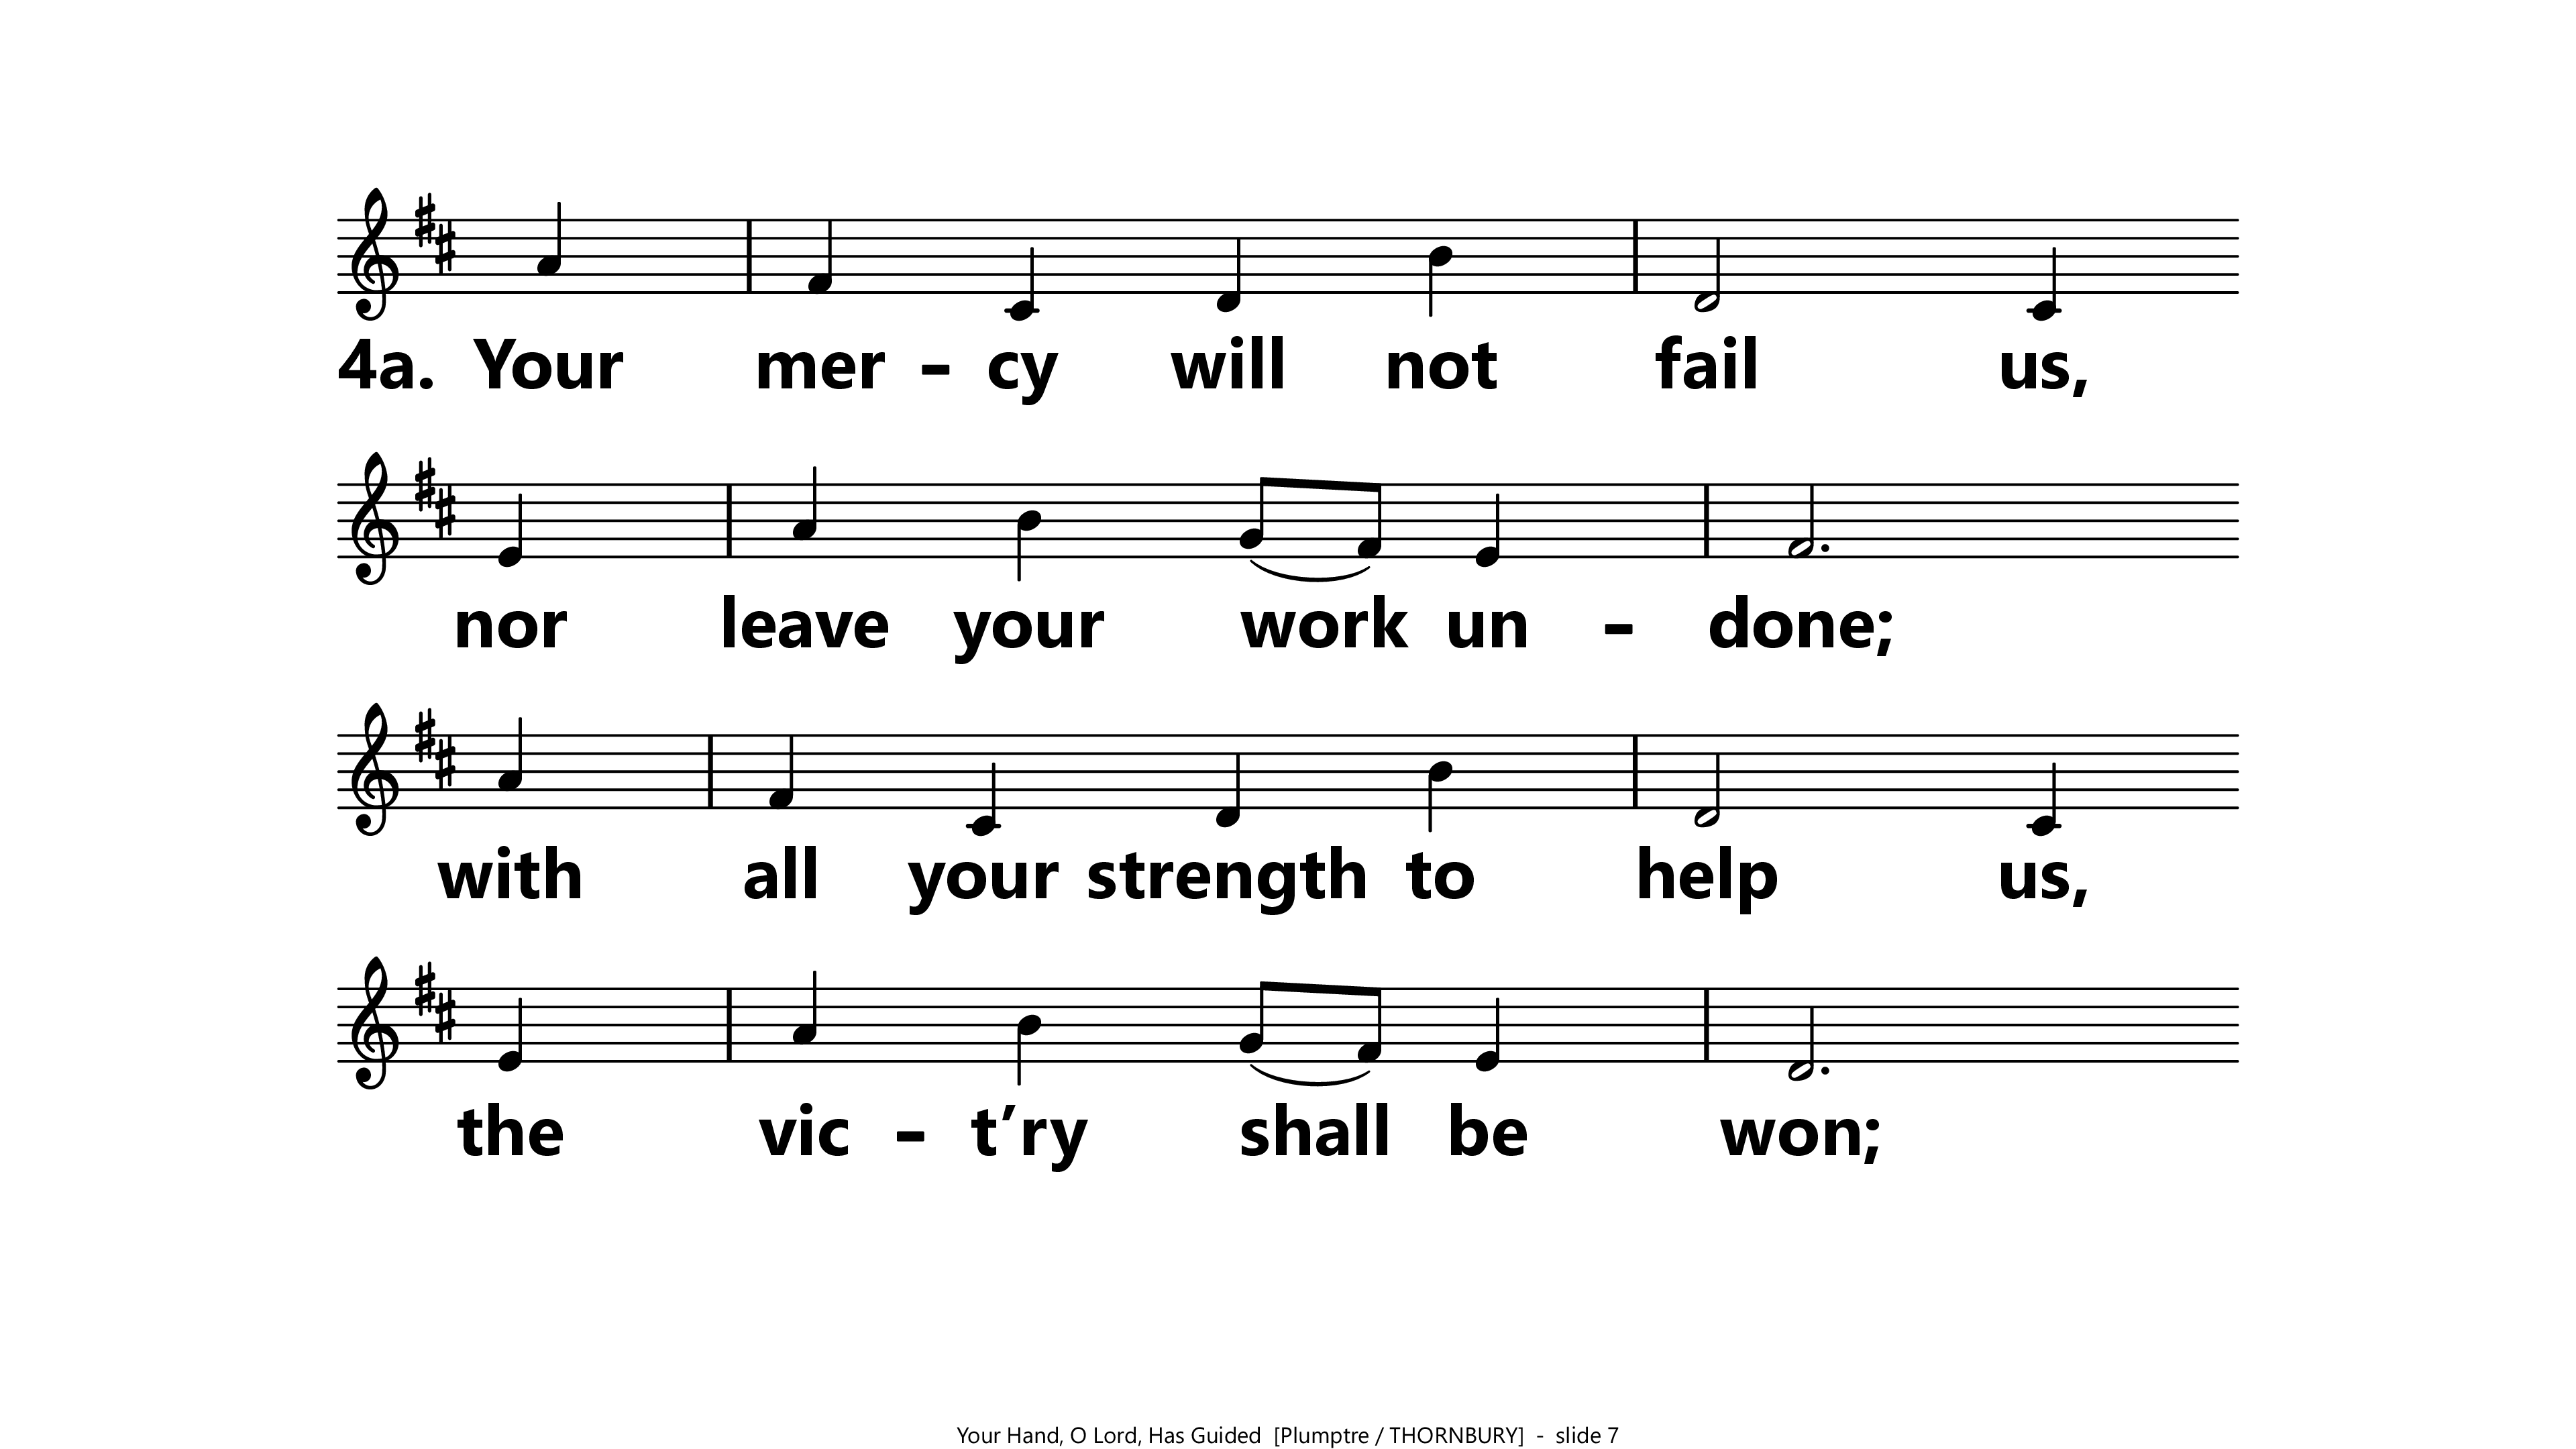 4a. Your mer - cy will not fail us,
nor leave your work un - done;
with all your strength to help us,
the vic - t’ry shall be won;
Your Hand, O Lord, Has Guided [Plumptre / THORNBURY] - slide 7